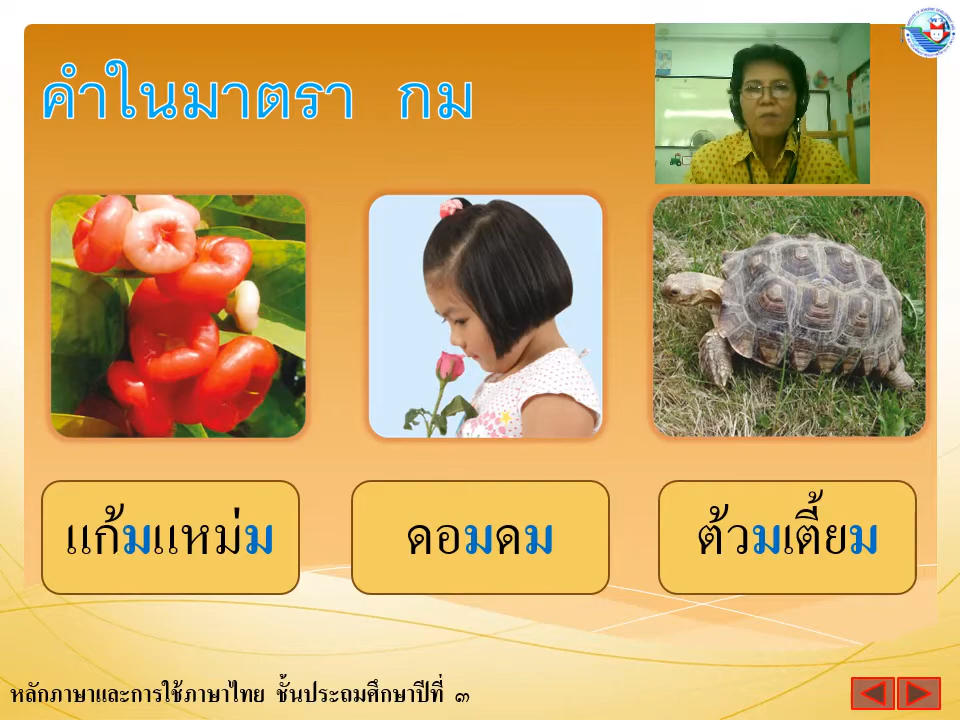 คำในมาตรา กม
แก้มแหม่ม
ดอมดม
ต้วมเตี้ยม
หลักภาษาและการใช้ภาษาไทย ชั้นประถมศึกษาปีที่ ๓